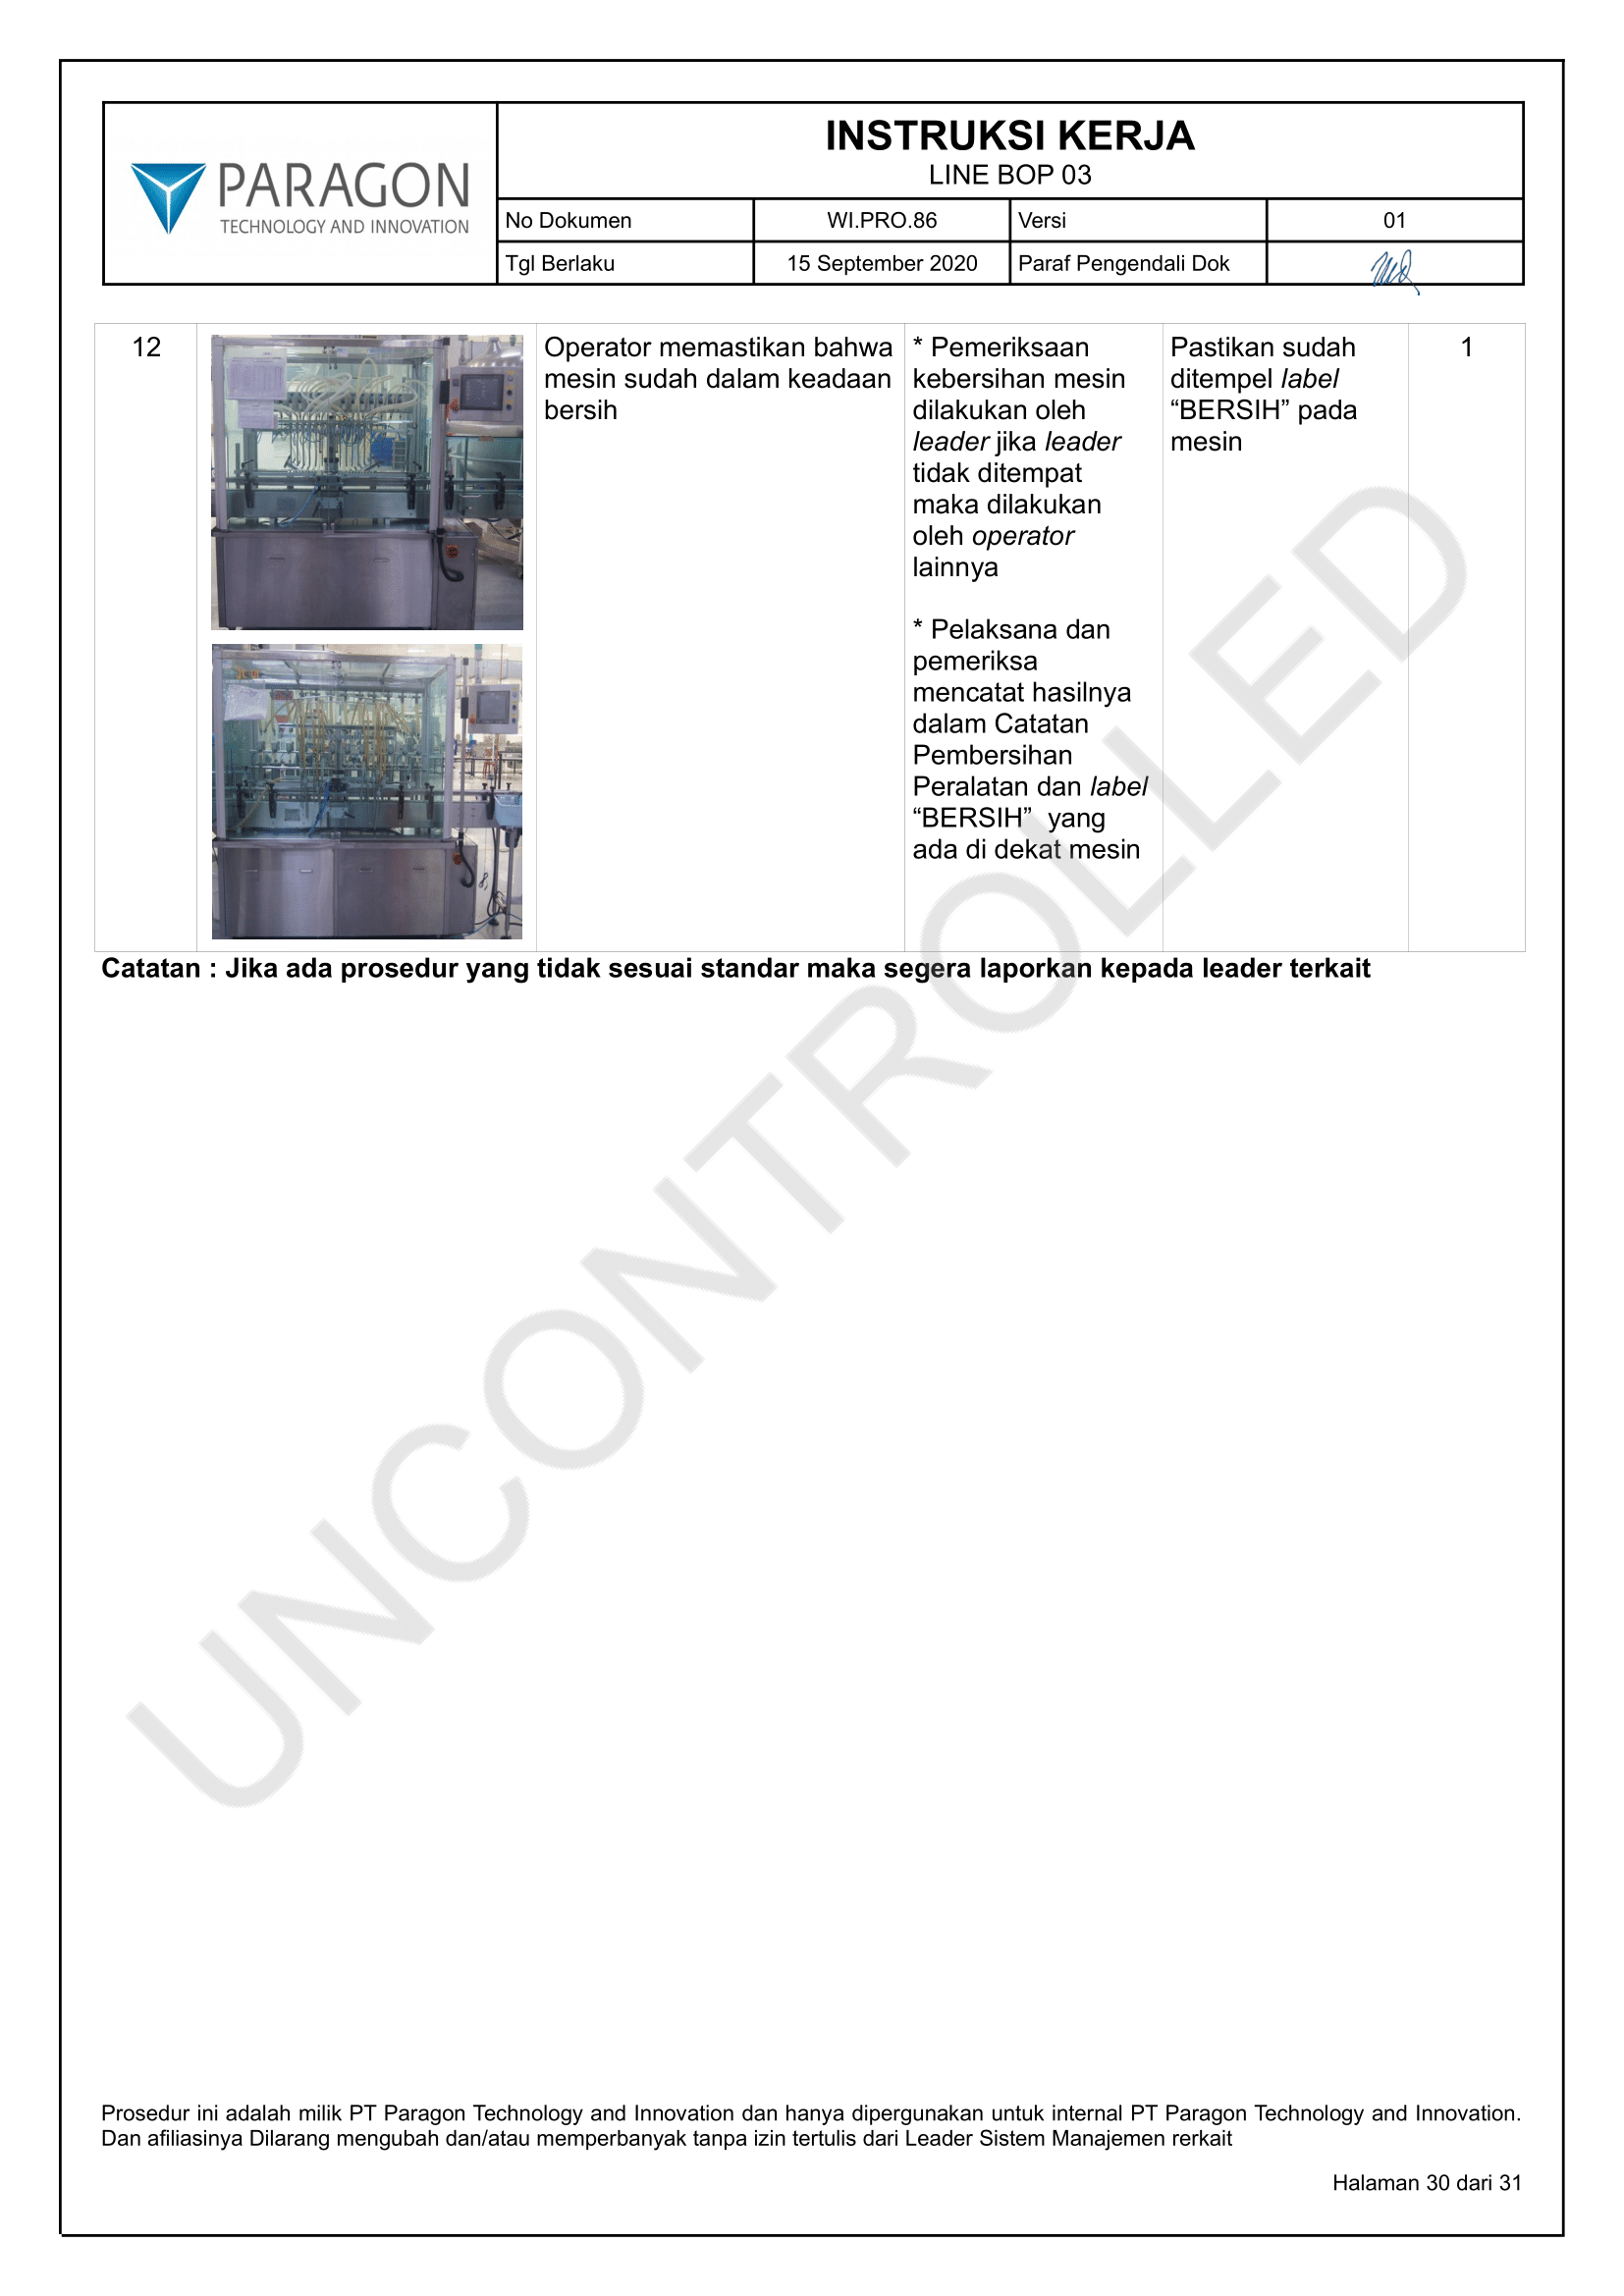 PARAGON
TECHNOLOGY AND INNOVATION
INSTRUKSI KERJA
LINE BOP 03
No Dokumen WI.PRO.86 Versi 01
Tgl Berlaku 15 September 2020 Paraf Pengendali Dok
12
Operator memastikan bahwa
mesin sudah dalam keadaan
bersih
* Pemeriksaan
kebersihan mesin
dilakukan oleh
leader jika leader
tidak ditempat
maka dilakukan
oleh operator
lainnya
* Pelaksana dan
pemeriksa
mencatat hasilnya
dalam Catatan
Pembersihan
Peralatan dan label
“BERSIH” yang
ada di dekat mesin
Pastikan sudah
ditempel label
“BERSIH” pada
mesin
1
Catatan : Jika ada prosedur yang tidak sesuai standar maka segera laporkan kepada leader terkait
UNCONTROLLED
Prosedur ini adalah milik PT Paragon Technology and Innovation dan hanya dipergunakan untuk internal PT Paragon Technology and Innovation.
Dan afiliasinya Dilarang mengubah dan/atau memperbanyak tanpa izin tertulis dari Leader Sistem Manajemen rerkait
Halaman 30 dari 31